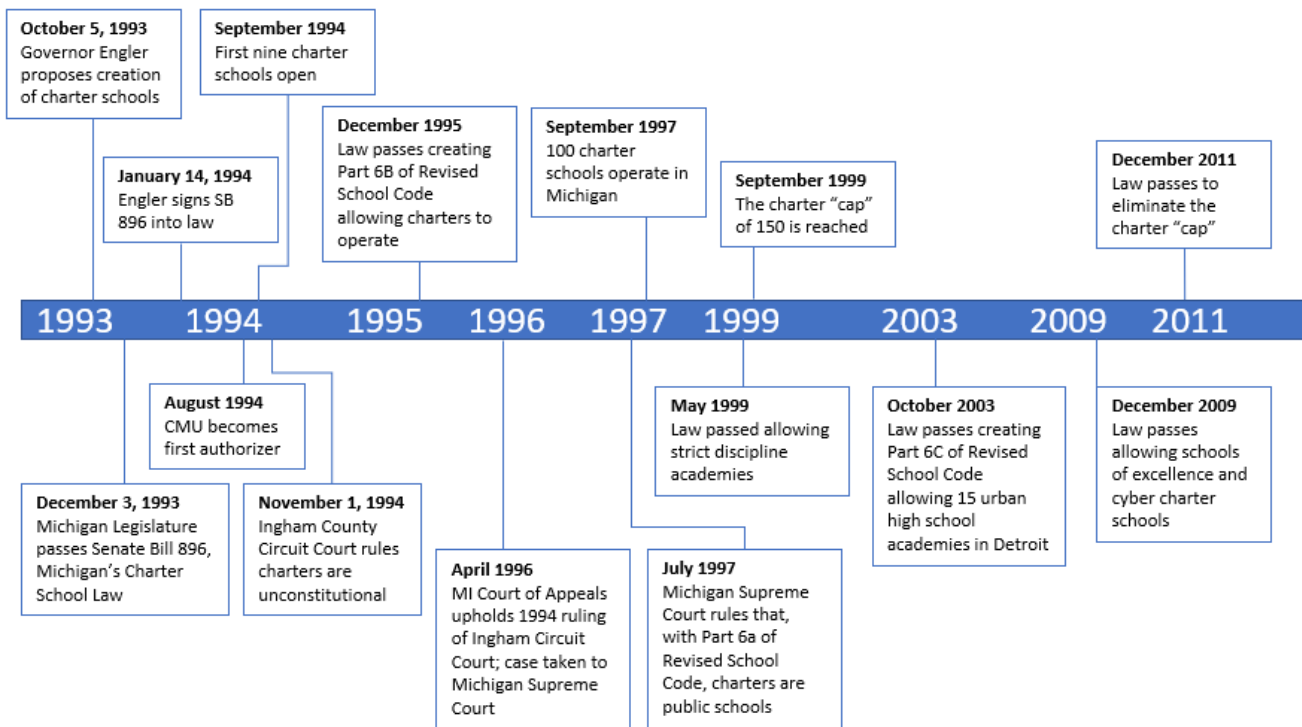 October 5, 1993
Governor Engler
proposes creation
of charter schools
September 1994
First nine charter
schools open
January 14, 1994
Engler signs SB
896 into law
December 1995
Law passes creating
Part 6B of Revised
School Code
allowing charters to
operate
September 1997
100 charter
schools operate in
Michigan
September 1999
The charter “cap”
of 150 is reached
December 2011
Law passes to
eliminate the
charter “cap”
1993 1994 1995 1996 1997 1999 2003 2009 2011
December 3, 1993
Michigan Legislature
passes Senate Bill 896,
Michigan’s Charter
School Law
August 1994
CMU becomes
first authorizer
November 1, 1994
Ingham County
Circuit Court rules
charters are
unconstitutional
April 1996
MI Court of Appeals
upholds 1994 ruling
of Ingham Circuit
Court; case taken to
Michigan Supreme
Court
May 1999
Law passed allowing
strict discipline
academies
July 1997
Michigan Supreme
Court rules that,
with Part 6a of
Revised School
Code, charters are
public schools
October 2003
Law passes creating
Part 6C of Revised
School Code
allowing 15 urban
high school
academies in Detroit
December 2009
Law passes
allowing schools
of excellence and
cyber charter
schools